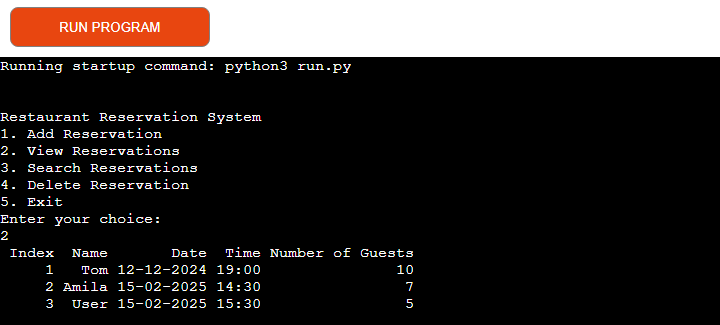 RUN PROGRAM
Running startup command: python3 run.py
Restaurant Reservation System
1. Add Reservation
2. View Reservations
3. Search Reservations
4. Delete Reservation
5. Exit
Enter your choice:
2
Index  Name       Date  Time Number of Guests
1   Tom 12-12-2024 19:00               10
2 Amila 15-02-2025 14:30                7
3  User 15-02-2025 15:30                5